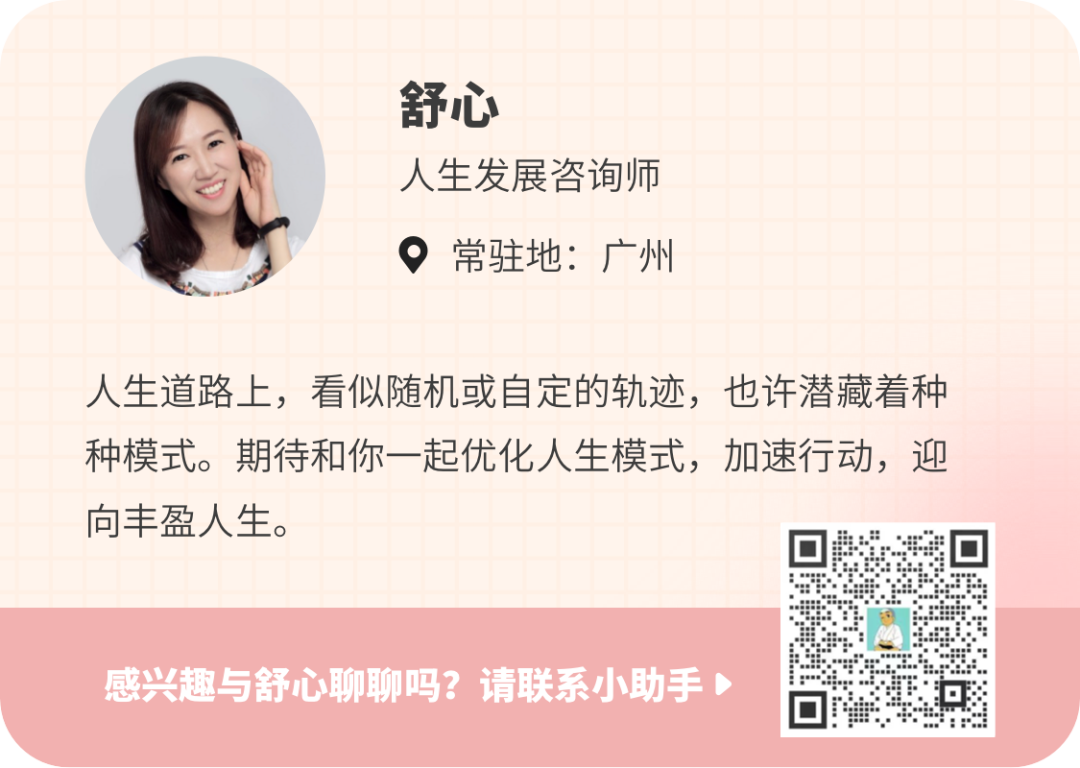 舒心
人生发展咨询师
常驻地：广州
人生道路上，看似随机或自定的轨迹，也许潜藏着种
种模式。期待和你一起优化人生模式，加速行动，迎
向丰盈人生。
感兴趣与舒心聊聊吗？请联系小助手